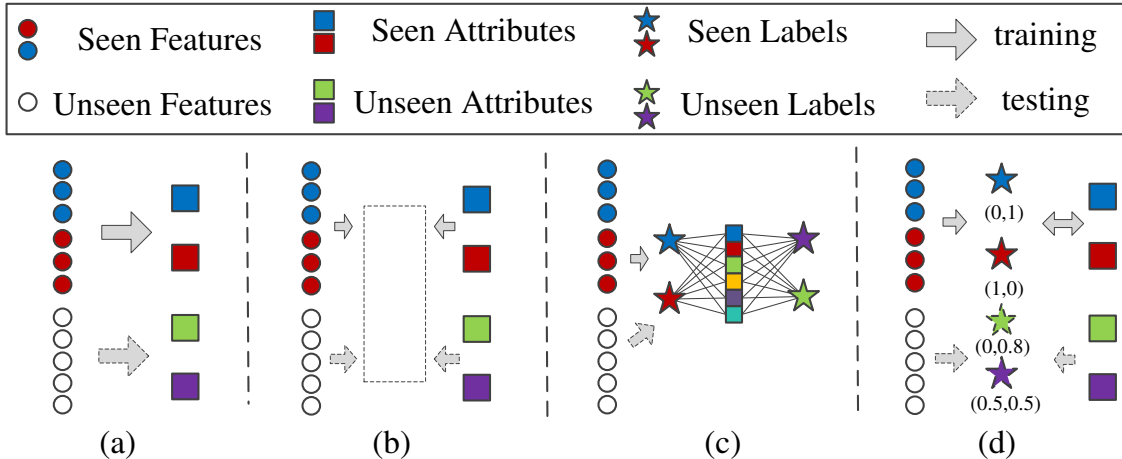 Seen Features Seen Attributes Seen Labels training
Unseen Features Unseen Attributes Unseen Labels testing
(0,1)
(1,0)
(0,0.8)
(0.5,0.5)
(a) (b) (c) (d)